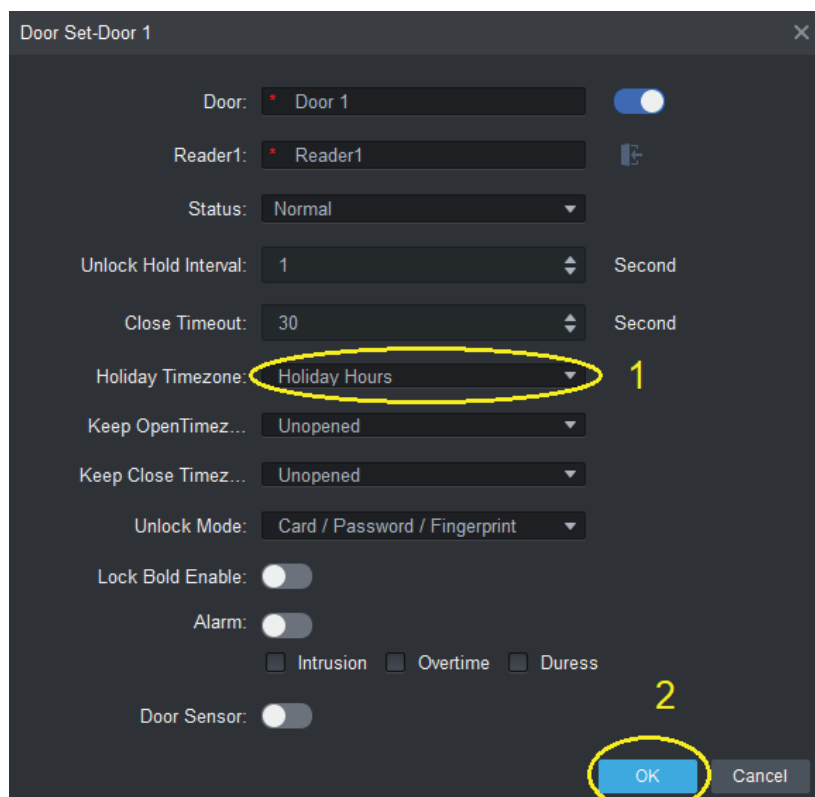 Door Set-Door 1
Door: * Door 1
Reader1: * Reader1
Status: Normal
Unlock Hold Interval: 1 Second
Close Timeout: 30 Second
Holiday Timezone: Holiday Hours 1
Keep OpenTimez... Unopened
Keep Close Timez... Unopened
Unlock Mode: Card / Password / Fingerprint
Lock Bold Enable:
Alarm:
Intrusion Overtime Duress
2
Door Sensor:
OK Cancel